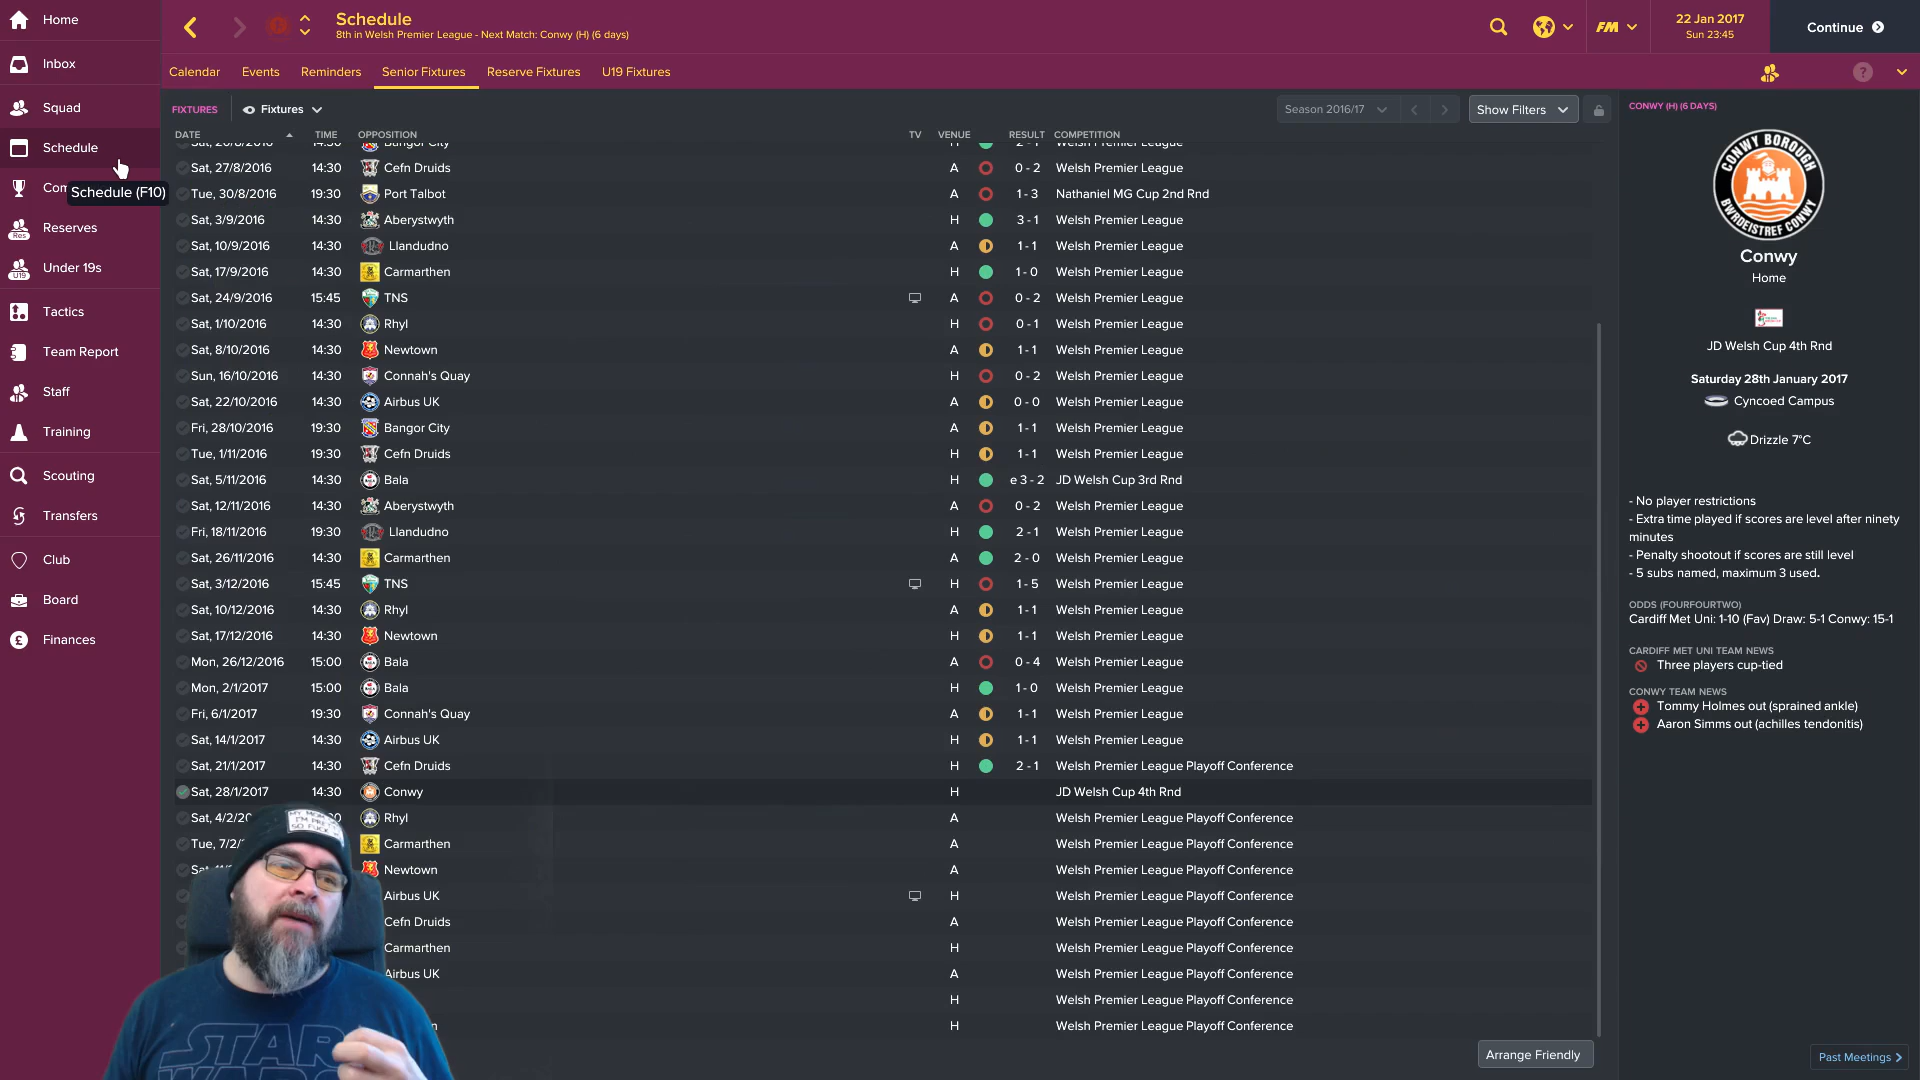 Home
Inbox
Squad
Schedule
Com
Schedule (F10)
Reserves
Under 19s
Tactics
Team Report
Staff
Training
Scouting
Transfers
Club
Board
Finances
Schedule
8th in Welsh Premier League - Next Match: Conwy (H) (6 days)
FM
22 Jan 2017
Sun 23:45
Continue
Calendar Events Reminders Senior Fixtures Reserve Fixtures U19 Fixtures
FIXTURES Fixtures Season 2016/17 Show Filters
DATE TIME OPPOSITION TV VENUE RESULT COMPETITION
Sat, 20/8/2016 14:30 Bangor City H 2 - 1 Welsh Premier League
Sat, 27/8/2016 14:30 Cefn Druids A 0 - 2 Welsh Premier League
Tue, 30/8/2016 19:30 Port Talbot A 1 - 3 Nathaniel MG Cup 2nd Rnd
Sat, 3/9/2016 14:30 Aberystwyth H 3 - 1 Welsh Premier League
Sat, 10/9/2016 14:30 Llandudno A 1 - 1 Welsh Premier League
Sat, 17/9/2016 14:30 Carmarthen H 1 - 0 Welsh Premier League
Sat, 24/9/2016 15:45 TNS A 0 - 2 Welsh Premier League
Sat, 1/10/2016 14:30 Rhyl H 0 - 1 Welsh Premier League
Sat, 8/10/2016 14:30 Newtown A 1 - 1 Welsh Premier League
Sun, 16/10/2016 14:30 Connah's Quay H 0 - 2 Welsh Premier League
Sat, 22/10/2016 14:30 Airbus UK A 0 - 0 Welsh Premier League
Fri, 28/10/2016 19:30 Bangor City A 1 - 1 Welsh Premier League
Tue, 1/11/2016 19:30 Cefn Druids H 1 - 1 Welsh Premier League
Sat, 5/11/2016 14:30 Bala H e 3 - 2 JD Welsh Cup 3rd Rnd
Sat, 12/11/2016 14:30 Aberystwyth A 0 - 2 Welsh Premier League
Fri, 18/11/2016 19:30 Llandudno H 2 - 1 Welsh Premier League
Sat, 26/11/2016 14:30 Carmarthen A 2 - 0 Welsh Premier League
Sat, 3/12/2016 15:45 TNS H 1 - 5 Welsh Premier League
Sat, 10/12/2016 14:30 Rhyl A 1 - 1 Welsh Premier League
Sat, 17/12/2016 14:30 Newtown H 1 - 1 Welsh Premier League
Mon, 26/12/2016 15:00 Bala A 0 - 4 Welsh Premier League
Mon, 2/1/2017 15:00 Bala H 1 - 0 Welsh Premier League
Fri, 6/1/2017 19:30 Connah's Quay A 1 - 1 Welsh Premier League
Sat, 14/1/2017 14:30 Airbus UK H 1 - 1 Welsh Premier League
Sat, 21/1/2017 14:30 Cefn Druids H 2 - 1 Welsh Premier League Playoff Conference
Sat, 28/1/2017 14:30 Conwy H JD Welsh Cup 4th Rnd
Sat, 4/2/20 Rhyl A Welsh Premier League Playoff Conference
Tue, 7/2/ Carmarthen A Welsh Premier League Playoff Conference
Sat, Newtown A Welsh Premier League Playoff Conference
Airbus UK H Welsh Premier League Playoff Conference
Cefn Druids A Welsh Premier League Playoff Conference
Carmarthen H Welsh Premier League Playoff Conference
Airbus UK A Welsh Premier League Playoff Conference
H Welsh Premier League Playoff Conference
n H Welsh Premier League Playoff Conference
Arrange Friendly
CONWY (H) (6 DAYS)
CONWY BOROUGH
BWRDEISTREF CONWY
Conwy
Home
JD Welsh Cup 4th Rnd
Saturday 28th January 2017
Cyncoed Campus
Drizzle 7°C
- No player restrictions
- Extra time played if scores are level after ninety
minutes
- Penalty shootout if scores are still level
- 5 subs named, maximum 3 used.
ODDS (FOURFOURTWO)
Cardiff Met Uni: 1-10 (Fav) Draw: 5-1 Conwy: 15-1
CARDIFF MET UNI TEAM NEWS
Three players cup-tied
CONWY TEAM NEWS
Tommy Holmes out (sprained ankle)
Aaron Simms out (achilles tendonitis)
Past Meetings
STAR